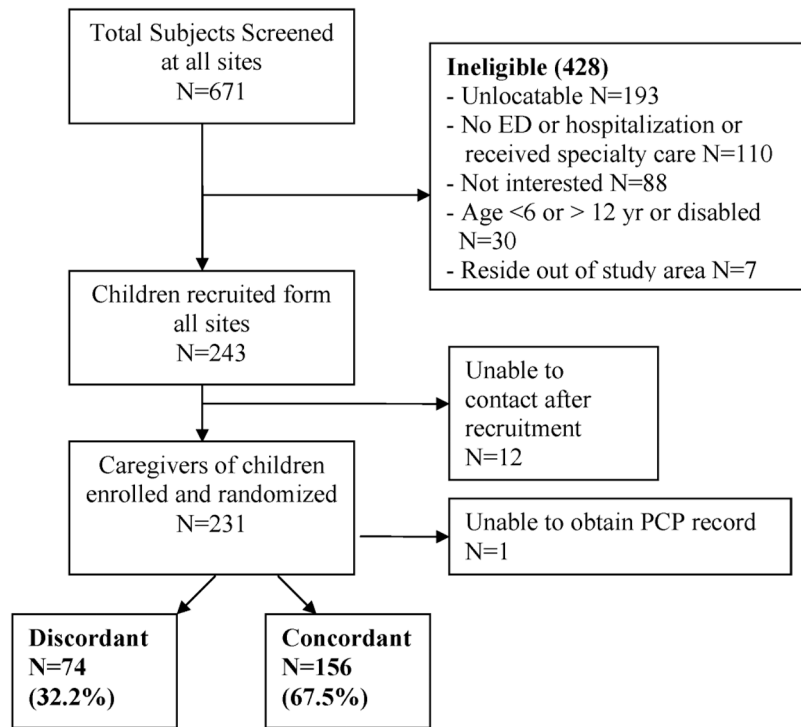 Total Subjects Screened
at all sites
N=671
Ineligible (428)
- Unlocatable N=193
- No ED or hospitalization or
received specialty care N=110
- Not interested N=88
- Age <6 or > 12 yr or disabled
N=30
- Reside out of study area N=7
Children recruited form
all sites
N=243
Unable to
contact after
recruitment
N=12
Caregivers of children
enrolled and randomized
N=231
Unable to obtain PCP record
N=1
Discordant
N=74
(32.2%)
Concordant
N=156
(67.5%)